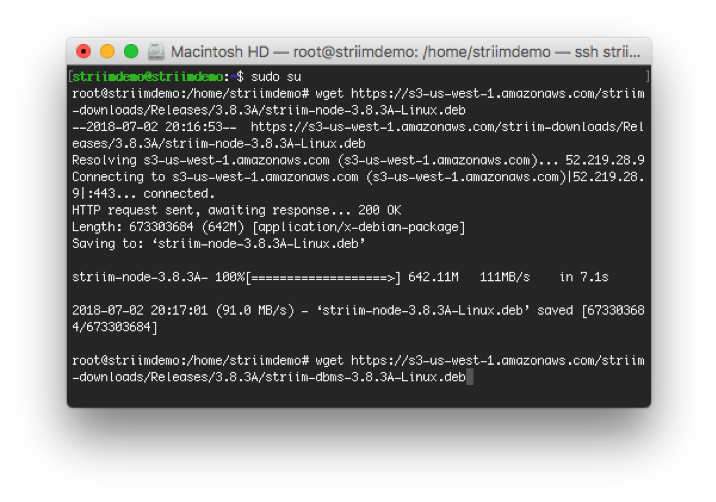 Macintosh HD — root@striimdemo: /home/striimdemo — ssh strii...
[striimdemo@striimdemo:~$ sudo su ]
root@striimdemo:/home/striimdemo# wget https://s3-us-west-1.amazonaws.com/striim
-downloads/Releases/3.8.3A/striim-node-3.8.3A-Linux.deb
--2018-07-02 20:16:53--  https://s3-us-west-1.amazonaws.com/striim-downloads/Rel
eases/3.8.3A/striim-node-3.8.3A-Linux.deb
Resolving s3-us-west-1.amazonaws.com (s3-us-west-1.amazonaws.com)... 52.219.28.9
Connecting to s3-us-west-1.amazonaws.com (s3-us-west-1.amazonaws.com)|52.219.28.
9|:443... connected.
HTTP request sent, awaiting response... 200 OK
Length: 673303684 (642M) [application/x-debian-package]
Saving to: ‘striim-node-3.8.3A-Linux.deb’
striim-node-3.8.3A- 100%[===================>] 642.11M   111MB/s    in 7.1s
2018-07-02 20:17:01 (91.0 MB/s) - ‘striim-node-3.8.3A-Linux.deb’ saved [67330368
4/673303684]
root@striimdemo:/home/striimdemo# wget https://s3-us-west-1.amazonaws.com/striim
-downloads/Releases/3.8.3A/striim-dbms-3.8.3A-Linux.deb